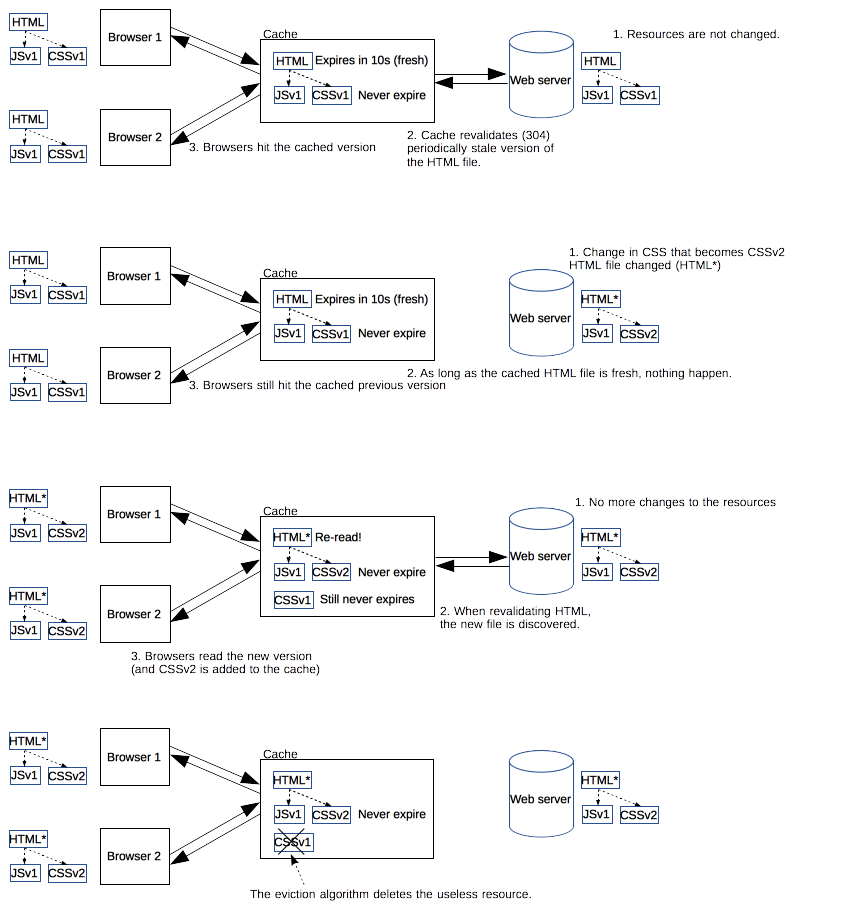 HTML
JSv1 CSSv1
Browser 1
Cache
HTML Expires in 10s (fresh)
JSv1 CSSv1 Never expire
Web server
1. Resources are not changed.
HTML
JSv1 CSSv1
HTML
JSv1 CSSv1
Browser 2
3. Browsers hit the cached version
2. Cache revalidates (304)
periodically stale version of
the HTML file.
HTML
JSv1 CSSv1
Browser 1
Cache
HTML Expires in 10s (fresh)
JSv1 CSSv1 Never expire
1. Change in CSS that becomes CSSv2
HTML file changed (HTML*)
Web server
HTML*
JSv1 CSSv2
HTML
JSv1 CSSv1
Browser 2
2. As long as the cached HTML file is fresh, nothing happen.
3. Browsers still hit the cached previous version
HTML*
JSv1 CSSv2
Browser 1
Cache
HTML* Re-read!
JSv1 CSSv2 Never expire
CSSv1 Still never expires
1. No more changes to the resources
Web server
HTML*
JSv1 CSSv2
HTML*
JSv1 CSSv2
Browser 2
2. When revalidating HTML,
the new file is discovered.
3. Browsers read the new version
(and CSSv2 is added to the cache)
HTML*
JSv1 CSSv2
Browser 1
Cache
HTML*
JSv1 CSSv2 Never expire
CSSv1
Web server
HTML*
JSv1 CSSv2
HTML*
JSv1 CSSv2
Browser 2
The eviction algorithm deletes the useless resource.